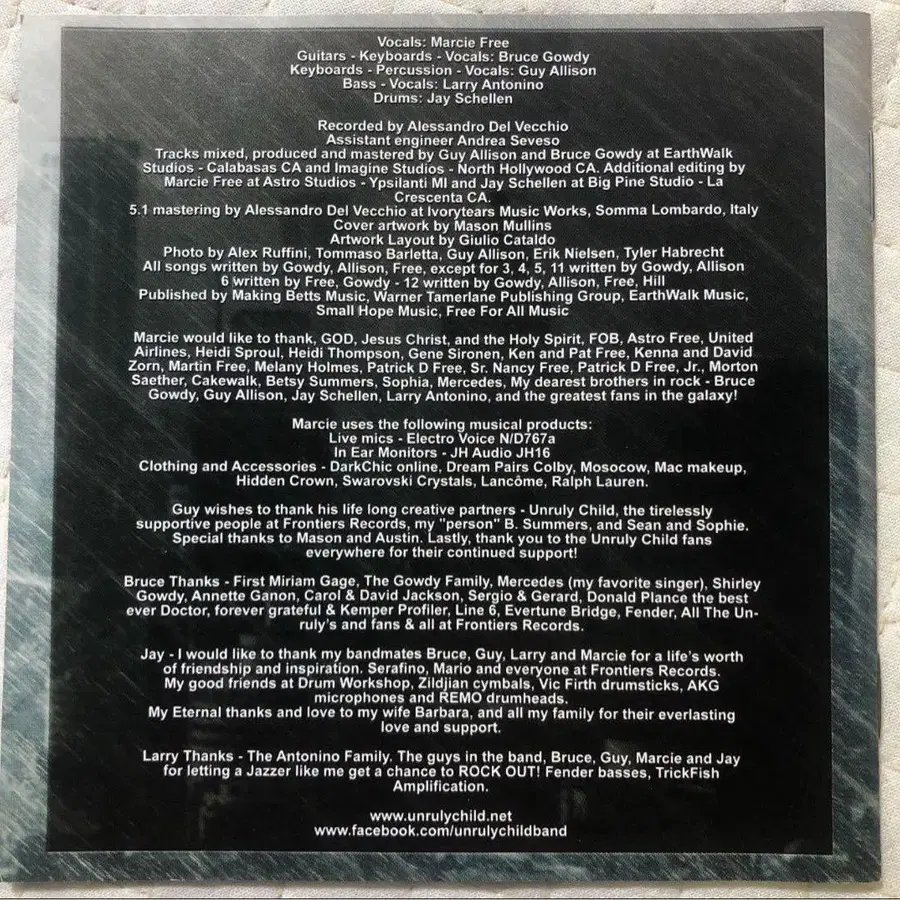 Vocals: Marcie Free
Guitars - Keyboards - Vocals: Bruce Gowdy
Keyboards - Percussion - Vocals: Guy Allison
Bass - Vocals: Larry Antonino
Drums: Jay Schellen
Recorded by Alessandro Del Vecchio
Assistant engineer Andrea Seveso
Tracks mixed, produced and mastered by Guy Allison and Bruce Gowdy at EarthWalk
Studios - Calabasas CA and Imagine Studios - North Hollywood CA. Additional editing by
Marcie Free at Astro Studios - Ypsilanti MI and Jay Schellen at Big Pine Studio - La
Crescenta CA.
5.1 mastering by Alessandro Del Vecchio at Ivorytears Music Works, Somma Lombardo, Italy
Cover artwork by Mason Mullins
Artwork Layout by Giulio Cataldo
Photo by Alex Ruffini, Tommaso Barletta, Guy Allison, Erik Nielsen, Tyler Habrecht
All songs written by Gowdy, Allison, Free, except for 3, 4, 5, 11 written by Gowdy, Allison
6 written by Free, Gowdy - 12 written by Gowdy, Allison, Free, Hill
Published by Making Betts Music, Warner Tamerlane Publishing Group, EarthWalk Music,
Small Hope Music, Free For All Music
Marcie would like to thank, GOD, Jesus Christ, and the Holy Spirit, FOB, Astro Free, United
Airlines, Heidi Sproul, Heidi Thompson, Gene Sironen, Ken and Pat Free, Kenna and David
Zorn, Martin Free, Melany Holmes, Patrick D Free, Sr. Nancy Free, Patrick D Free, Jr., Morton
Saether, Cakewalk, Betsy Summers, Sophia, Mercedes, My dearest brothers in rock - Bruce
Gowdy, Guy Allison, Jay Schellen, Larry Antonino, and the greatest fans in the galaxy!
Marcie uses the following musical products:
Live mics - Electro Voice N/D767a
In Ear Monitors - JH Audio JH16
Clothing and Accessories - DarkChic online, Dream Pairs Colby, Mosocow, Mac makeup,
Hidden Crown, Swarovski Crystals, Lancôme, Ralph Lauren.
Guy wishes to thank his life long creative partners - Unruly Child, the tirelessly
supportive people at Frontiers Records, my "person" B. Summers, and Sean and Sophie.
Special thanks to Mason and Austin. Lastly, thank you to the Unruly Child fans
everywhere for their continued support!
Bruce Thanks - First Miriam Gage, The Gowdy Family, Mercedes (my favorite singer), Shirley
Gowdy, Annette Ganon, Carol & David Jackson, Sergio & Gerard, Donald Plance the best
ever Doctor, forever grateful & Kemper Profiler, Line 6, Evertune Bridge, Fender, All The Un-
ruly's and fans & all at Frontiers Records.
Jay - I would like to thank my bandmates Bruce, Guy, Larry and Marcie for a life's worth
of friendship and inspiration. Serafino, Mario and everyone at Frontiers Records.
My good friends at Drum Workshop, Zildjian cymbals, Vic Firth drumsticks, AKG
microphones and REMO drumheads.
My Eternal thanks and love to my wife Barbara, and all my family for their everlasting
love and support.
Larry Thanks - The Antonino Family. The guys in the band, Bruce, Guy, Marcie and Jay
for letting a Jazzer like me get a chance to ROCK OUT! Fender basses, TrickFish
Amplification.
www.unrulychild.net
www.facebook.com/unrulychildband